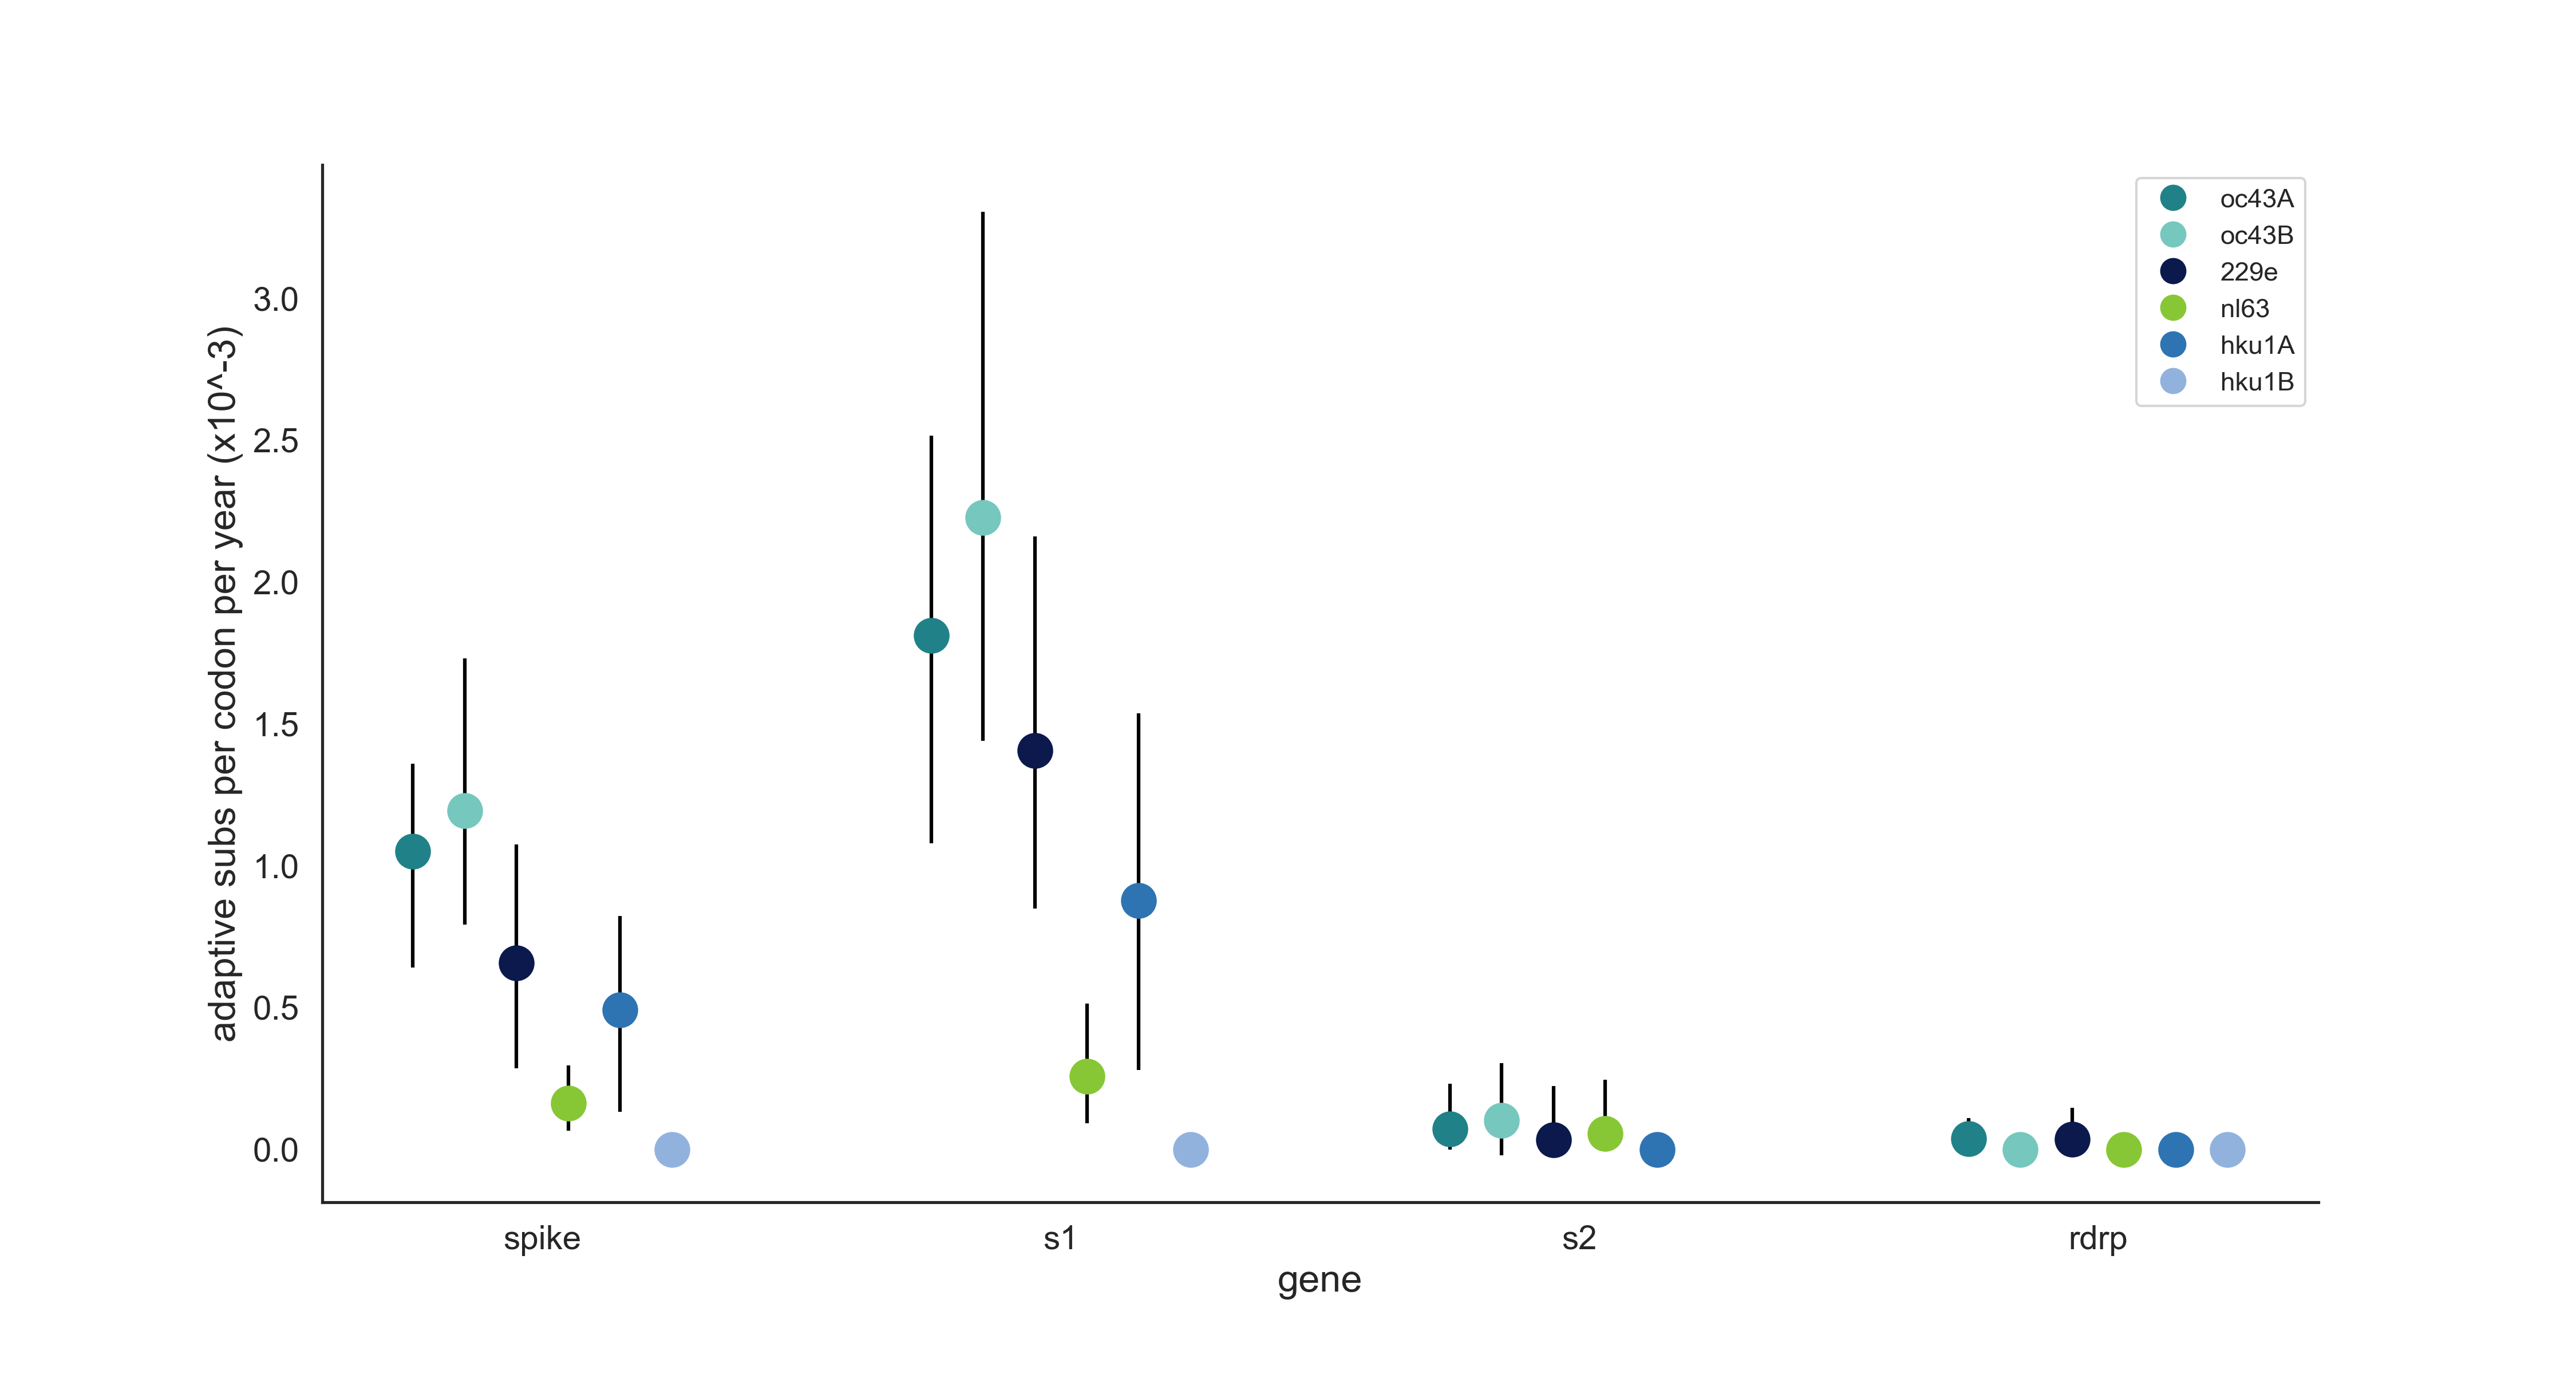 oc43A
oc43B
229e
nl63
hku1A
hku1B
adaptive subs per codon per year (x10^-3)
3.0
2.5
2.0
1.5
1.0
0.5
0.0
spike s1 s2 rdrp
gene